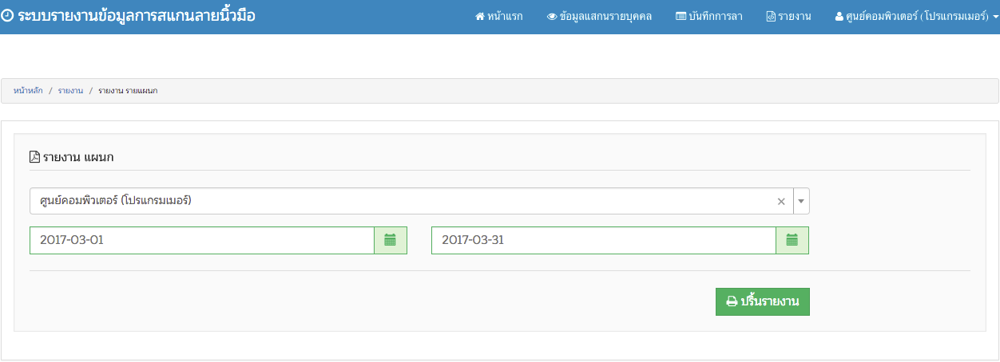 ระบบรายงานข้อมูลการสแกนลายนิ้วมือ หน้าแรก ข้อมูลแสกนรายบุคคล บันทึกการลา รายงาน ศูนย์คอมพิวเตอร์ (โปรแกรมเมอร์)
หน้าหลัก / รายงาน / รายงาน รายแผนก
รายงาน แผนก
ศูนย์คอมพิวเตอร์ (โปรแกรมเมอร์) ×
2017-03-01 2017-03-31
ปริ้นรายงาน